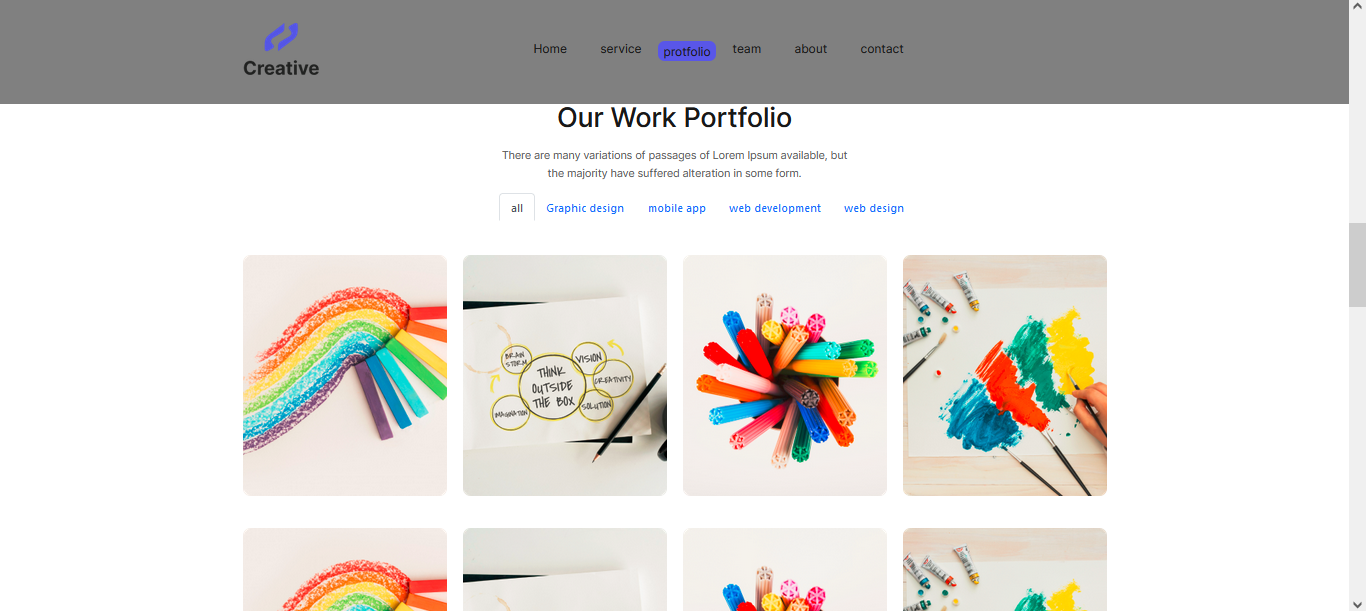 Creative
Home service protfolio team about contact
Our Work Portfolio
There are many variations of passages of Lorem Ipsum available, but
the majority have suffered alteration in some form.
all Graphic design mobile app web development web design
BRAIN
STORM
VISION
THINK
OUTSIDE
THE BOX
CREATIVITY
IMAGINATION
SOLUTION